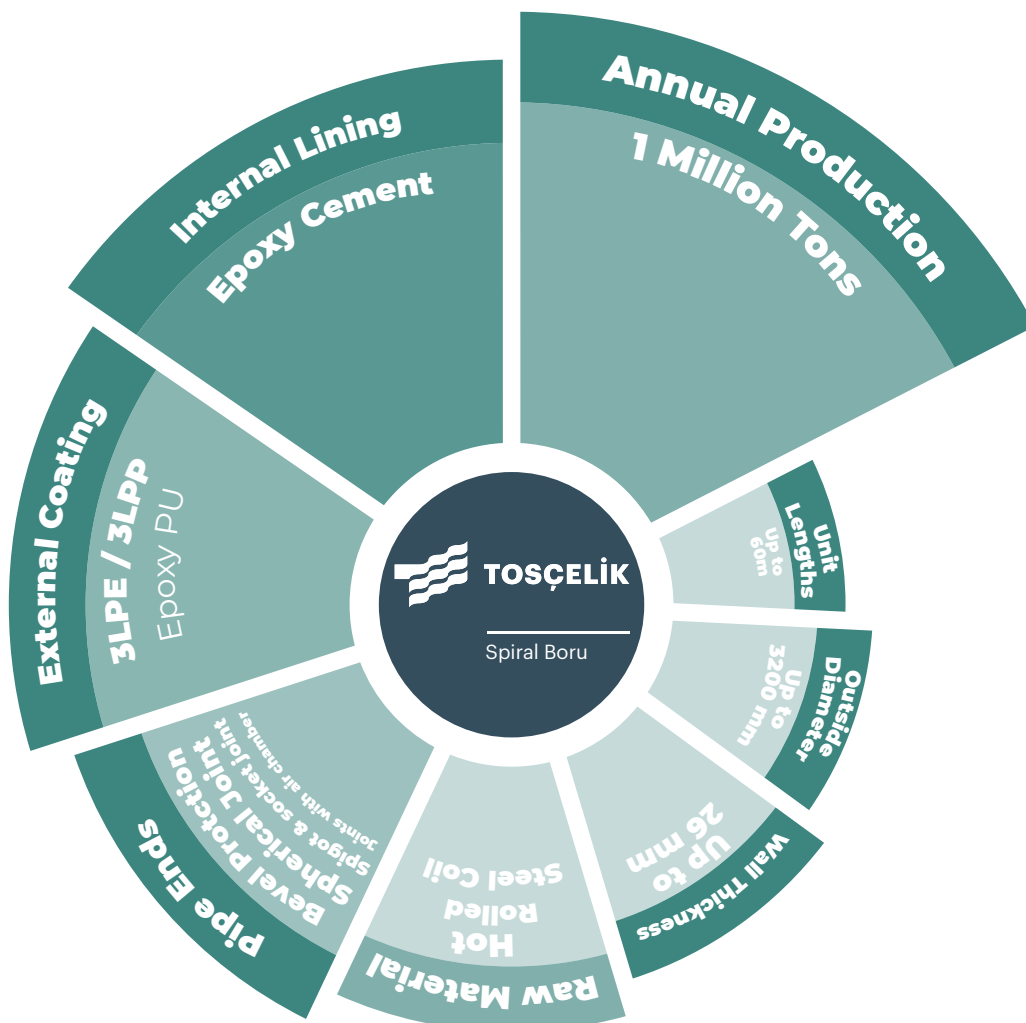 Annual Production
1 Million Tons
Unit
Lengths
Up to
60m
Outside
Diameter
Up to
3200 mm
Wall Thickness
Up to
26 mm
Raw Material
Hot
Rolled
Steel Coil
Pipe Ends
Bevel Protction
Spherical Joint
Spigot & socket joint
Joints with air chamber
External Coating
3LPE / 3LPP
Epoxy PU
Internal Lining
Epoxy Cement
TOSÇELİK
Spiral Boru